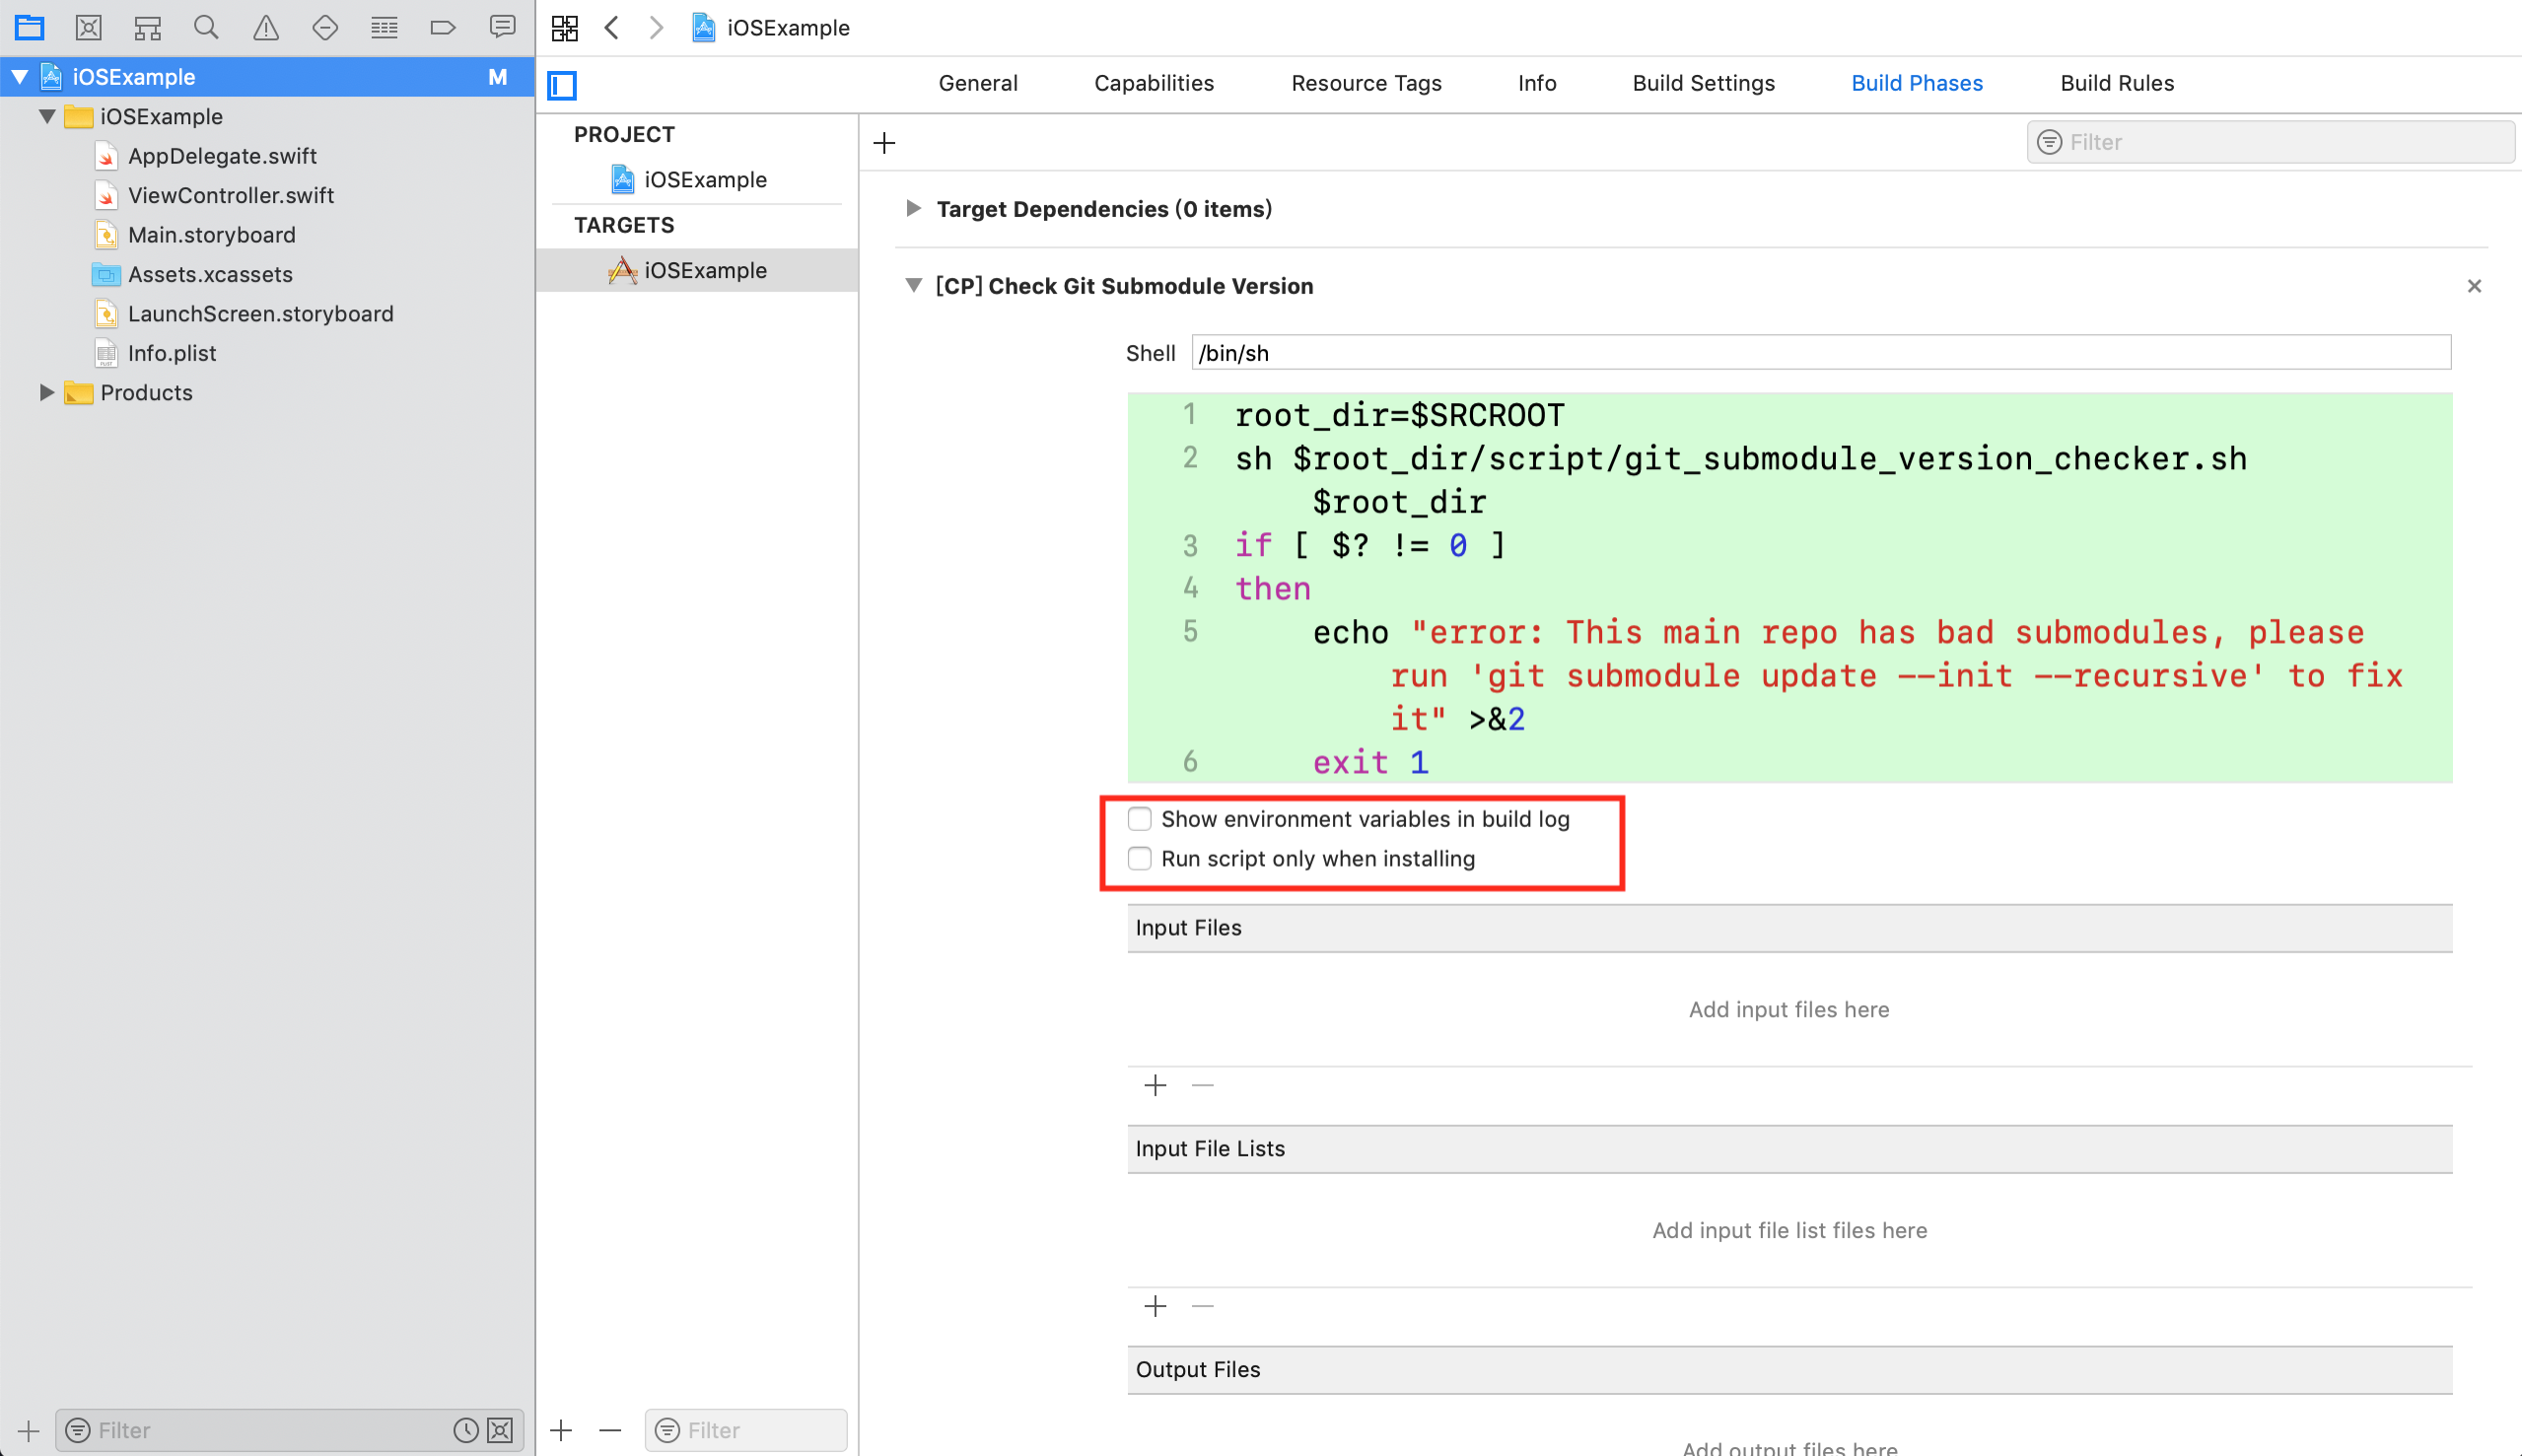 iOSExample
iOSExample M
iOSExample
AppDelegate.swift
ViewController.swift
Main.storyboard
Assets.xcassets
LaunchScreen.storyboard
Info.plist
Products
Filter
General Capabilities Resource Tags Info Build Settings Build Phases Build Rules
PROJECT
iOSExample
TARGETS
iOSExample
Filter
Filter
Target Dependencies (0 items)
[CP] Check Git Submodule Version
Shell /bin/sh
1 root_dir=$SRCROOT
2 sh $root_dir/script/git_submodule_version_checker.sh
$root_dir
3 if [ $? != 0 ]
4 then
5 echo "error: This main repo has bad submodules, please
run 'git submodule update --init --recursive' to fix
it" >&2
6 exit 1
Show environment variables in build log
Run script only when installing
Input Files
Add input files here
Input File Lists
Add input file list files here
Output Files
Add output files here